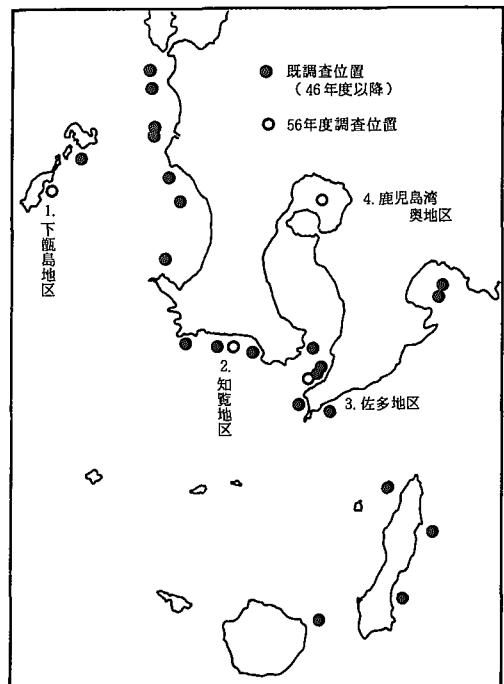 ● 既調査位置
（46年度以降）
○ 56年度調査位置
1.下甑島地区
4.鹿児島湾
奥地区
2.知覧地区
3.佐多地区